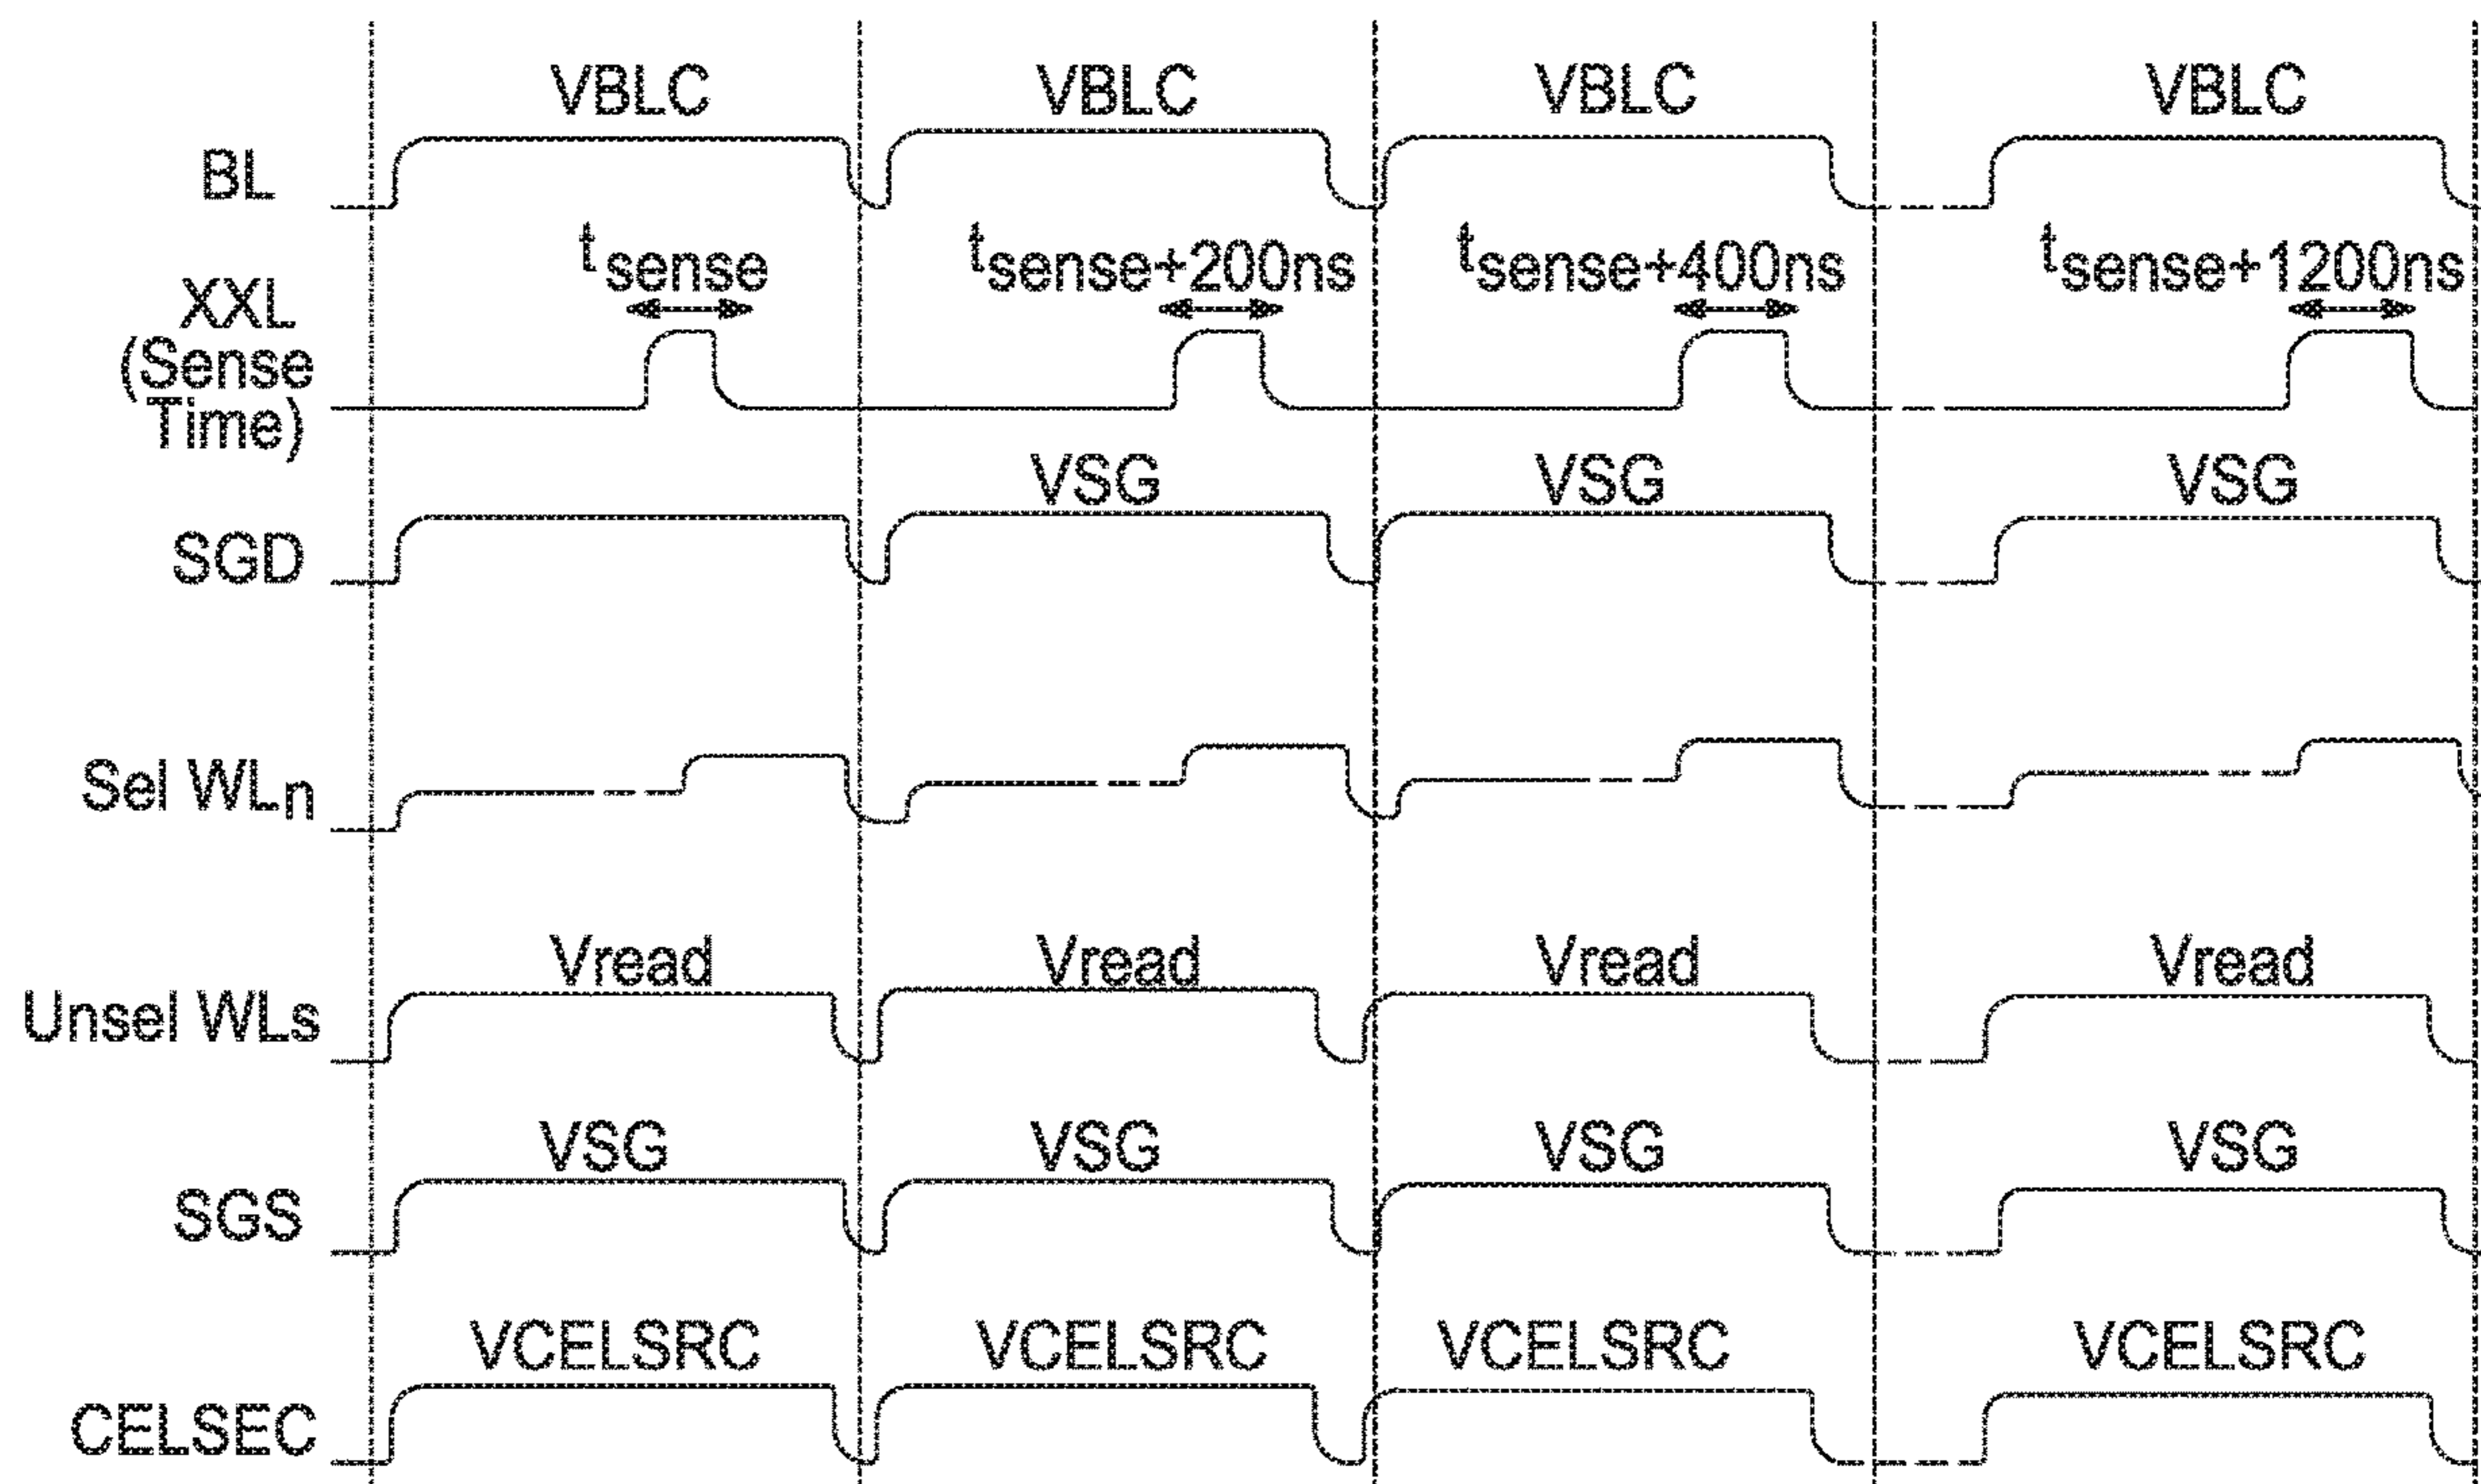 VBLC VBLC VBLC VBLC
BL
tsense tsense+200ns tsense+400ns tsense+1200ns
XXL
(Sense
Time)
VSG VSG VSG
SGD
Sel WLn
Vread Vread Vread Vread
Unsel WLs
VSG VSG VSG VSG
SGS
VCELSRC VCELSRC VCELSRC VCELSRC
CELSEC